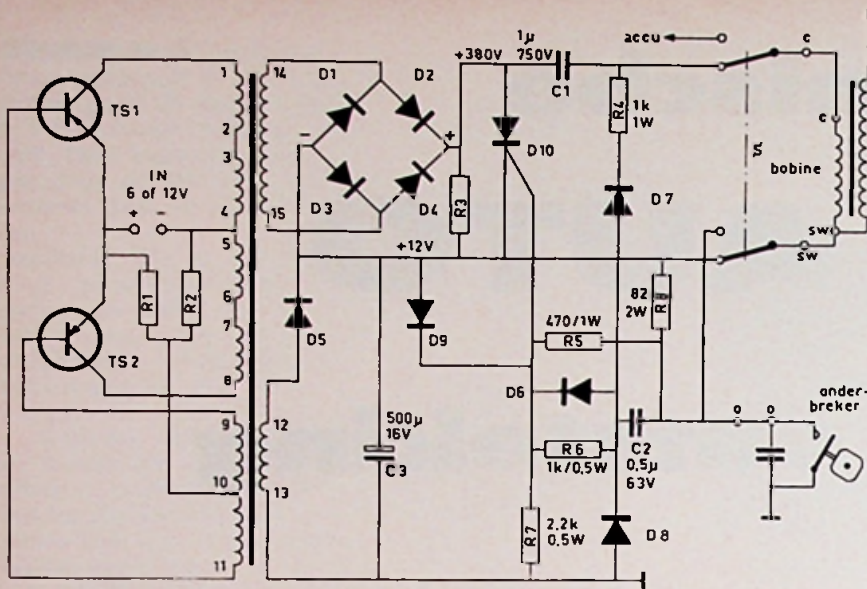 1µ
750V
C1
accu
c
+380V
1
14
D1
D2
TS1
R4
1k
1W
2
c
3
-
+
D10
S
bobine
IN
6 of 12V
D7
4
15
D3
D4
R3
+ -
+12V
sw
sw
5
R1
R2
6
82
2W
R8
470/1W
D5
D9
R5
7
TS2
8
D6
onder-
breker
9
12
500µ
16V
C3
C2
0,5µ
63V
o
o
b
R6
1k/0,5W
10
13
R7
2,2k
0.5W
D8
11